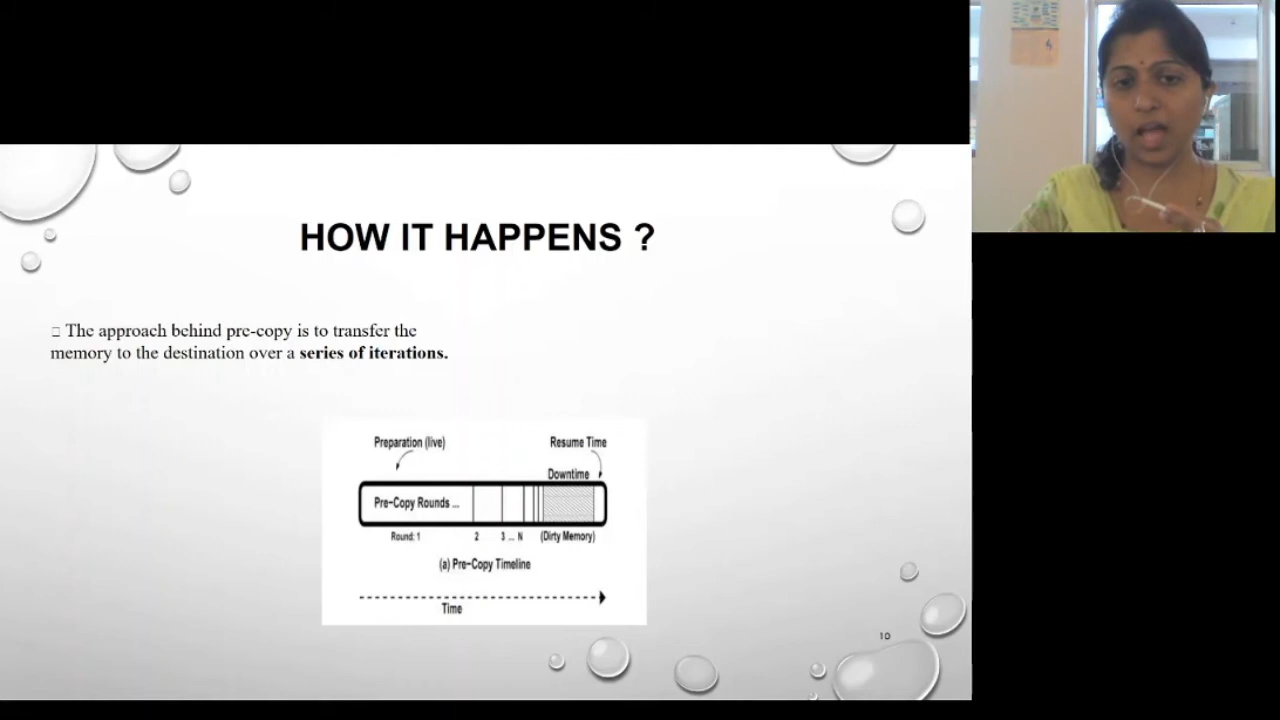 HOW IT HAPPENS ?
□ The approach behind pre-copy is to transfer the
memory to the destination over a series of iterations.
Preparation (live)
Resume Time
Downtime
Pre-Copy Rounds ...
Round: 1
2
3 ... N
(Dirty Memory)
(a) Pre-Copy Timeline
Time
10